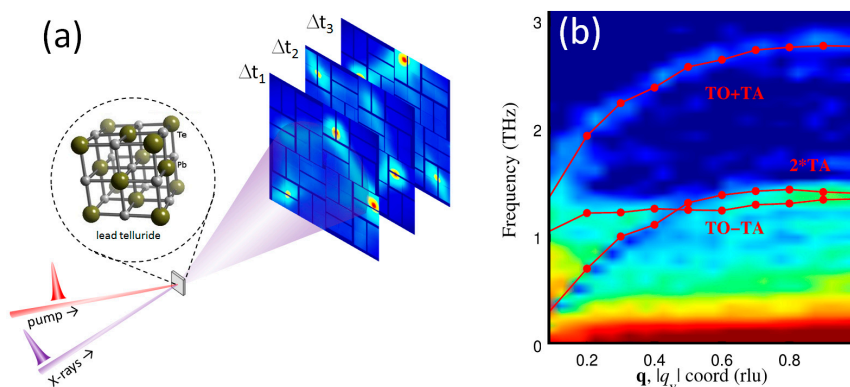 (a)
Δt₃
Δt₂
Δt₁
Te
Pb
lead telluride
pump →
X-rays →
(b)
3
2
1
0
Frequency (THz)
TO+TA
2*TA
TO−TA
0.2
0.4
0.6
0.8
q, |qᵧ| coord (rlu)